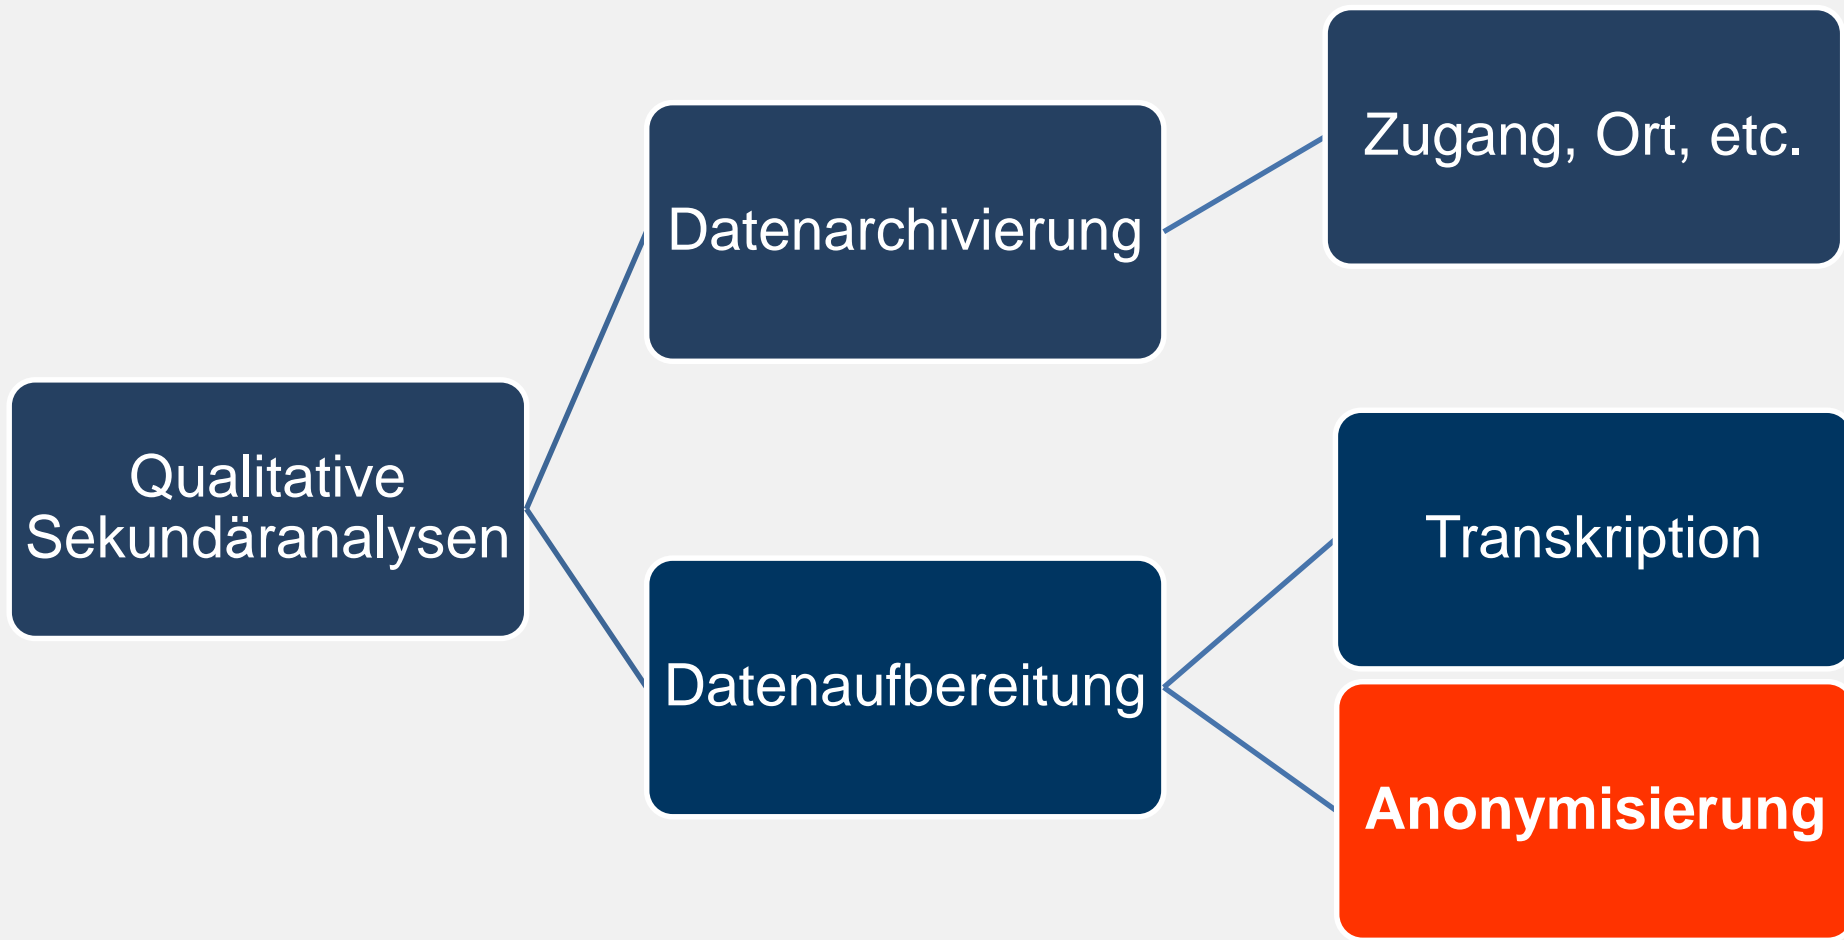 Qualitative
Sekundäranalysen
Datenarchivierung
Zugang, Ort, etc.
Datenaufbereitung
Transkription
Anonymisierung